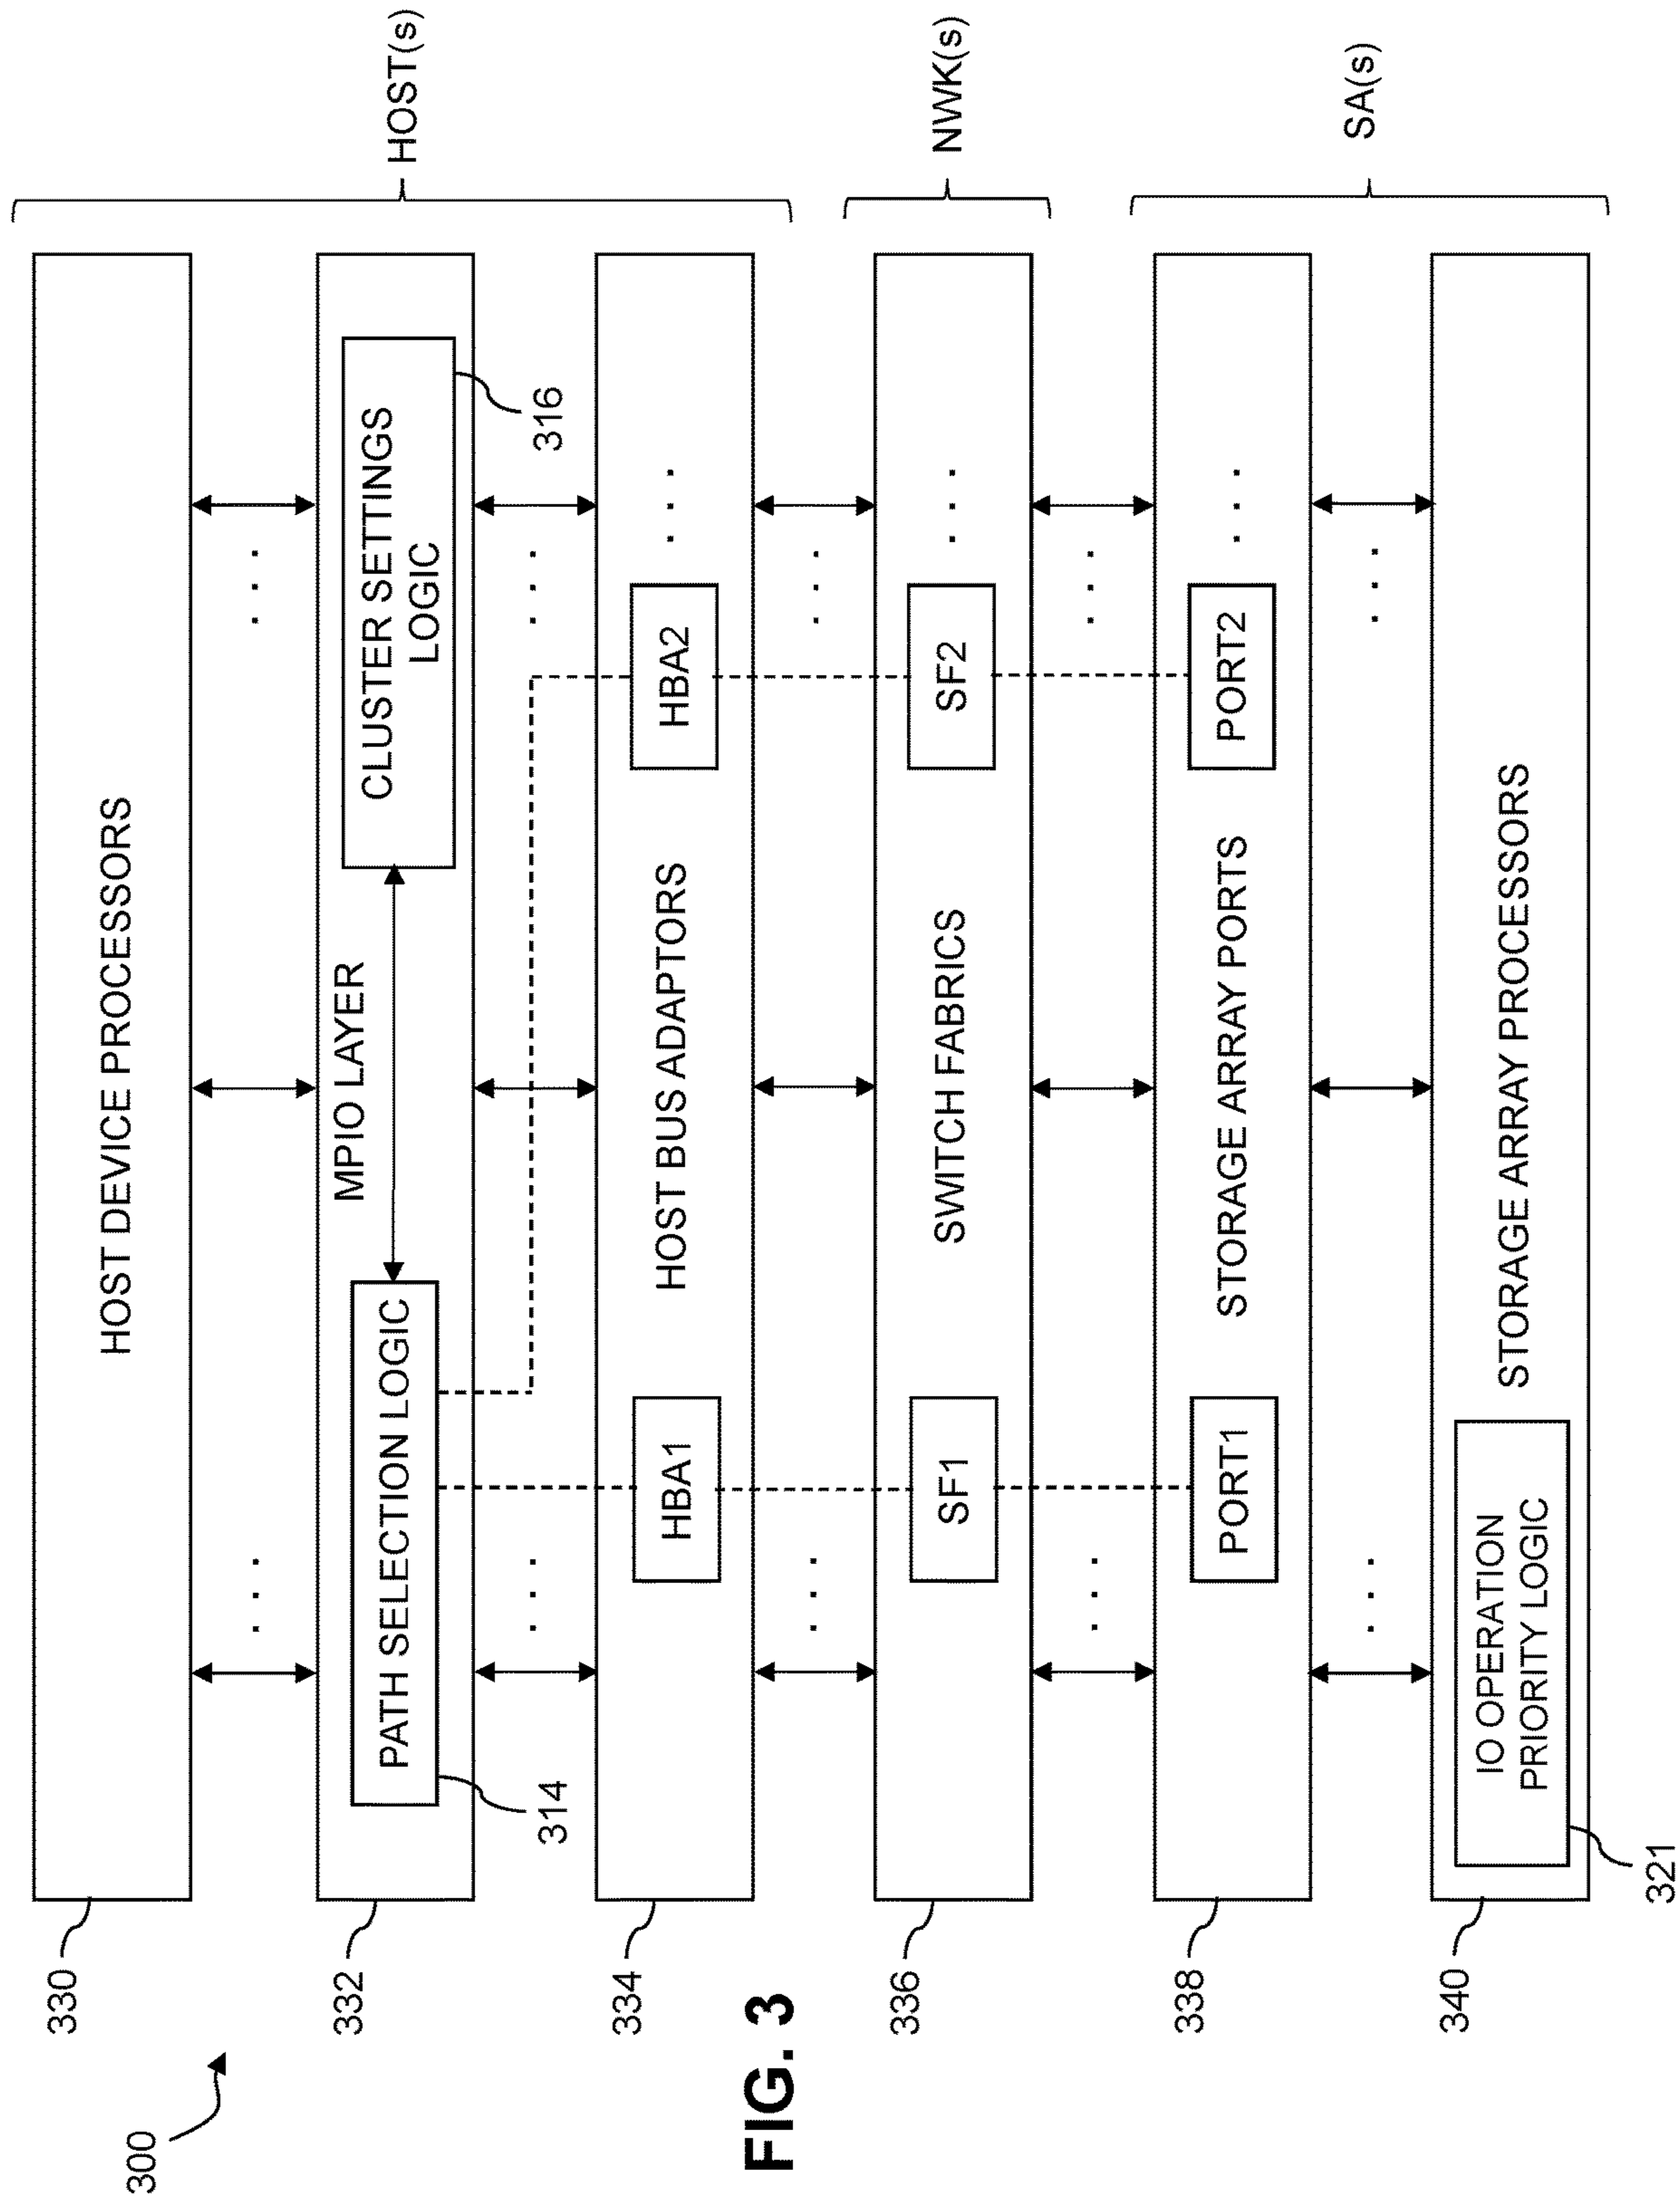 300
330
HOST DEVICE PROCESSORS
HOST(s)
332
MPIO LAYER
PATH SELECTION LOGIC
314
CLUSTER SETTINGS
LOGIC
316
334
HBA1
HOST BUS ADAPTORS
HBA2
336
SF1
SWITCH FABRICS
SF2
NWK(s)
338
PORT1
STORAGE ARRAY PORTS
PORT2
SA(s)
340
IO OPERATION
PRIORITY LOGIC
321
STORAGE ARRAY PROCESSORS
FIG. 3